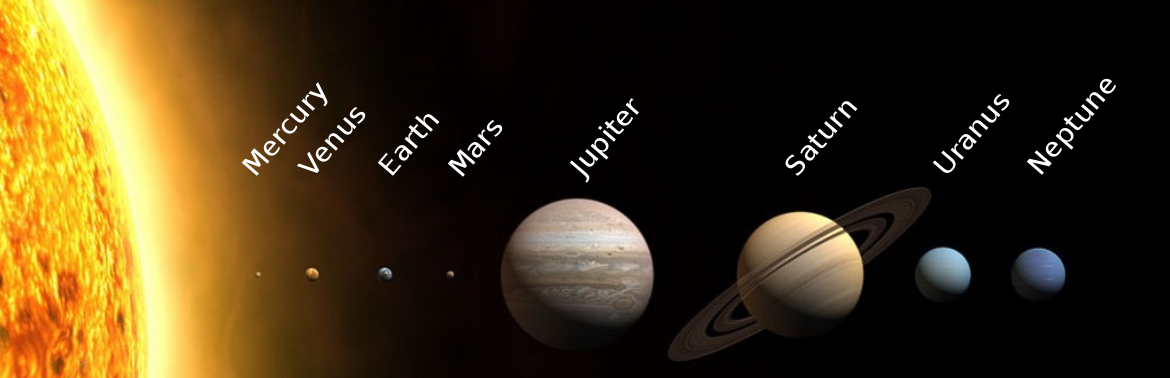 Mercury
Venus
Earth
Mars
Jupiter
Saturn
Uranus
Neptune